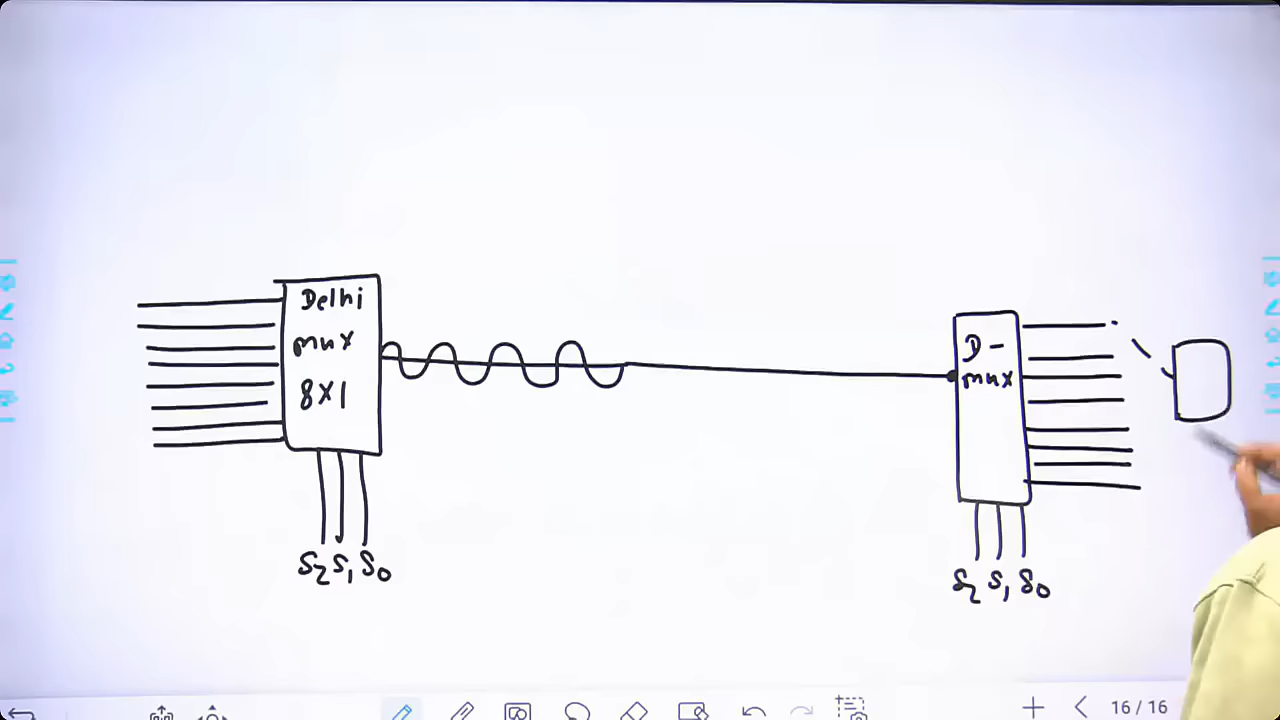 Delhi
mux
8X1
S2 S1 S0
D-
mux
S2 S1 S0
16 / 16